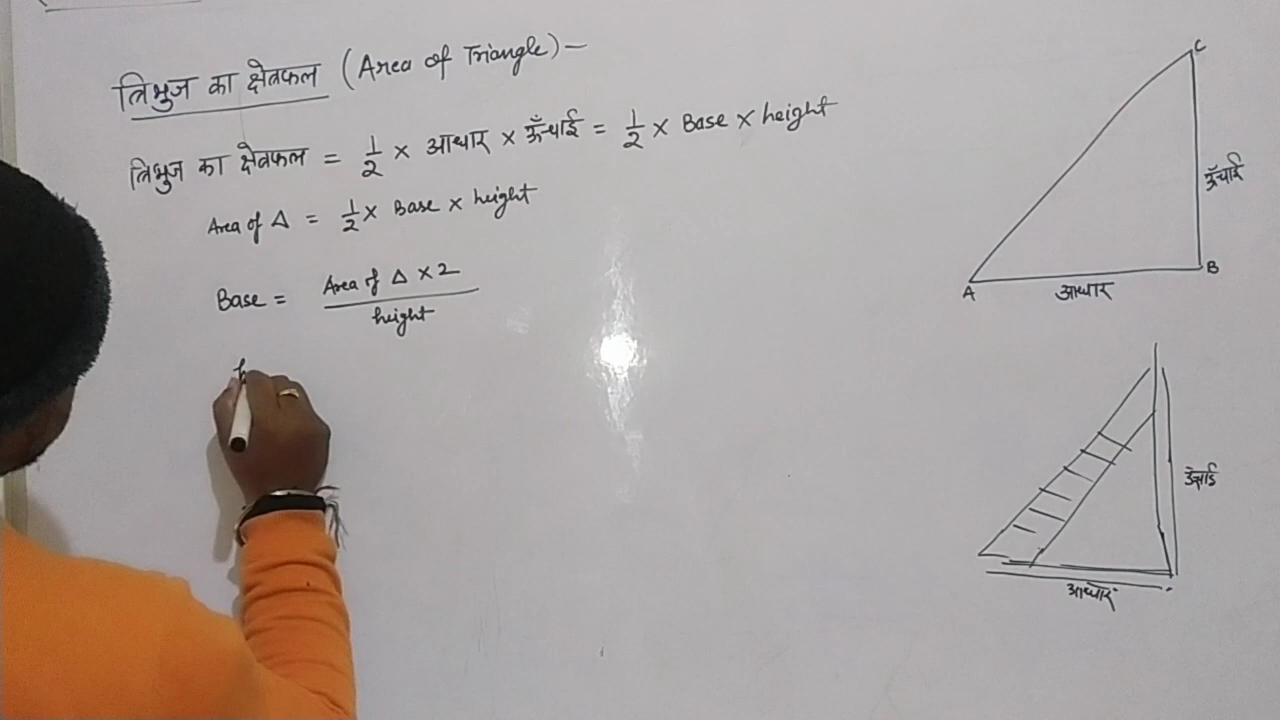 त्रिभुज का क्षेत्रफल (Area of Triangle) –
त्रिभुज का क्षेत्रफल = 1/2 × आधार × ऊँचाई = 1/2 × Base × height
Area of Δ = 1/2 × Base × height
Base = Area of Δ × 2 / height
h
C
ऊँचाई
A
B
आधार
ऊँचाई
आधार